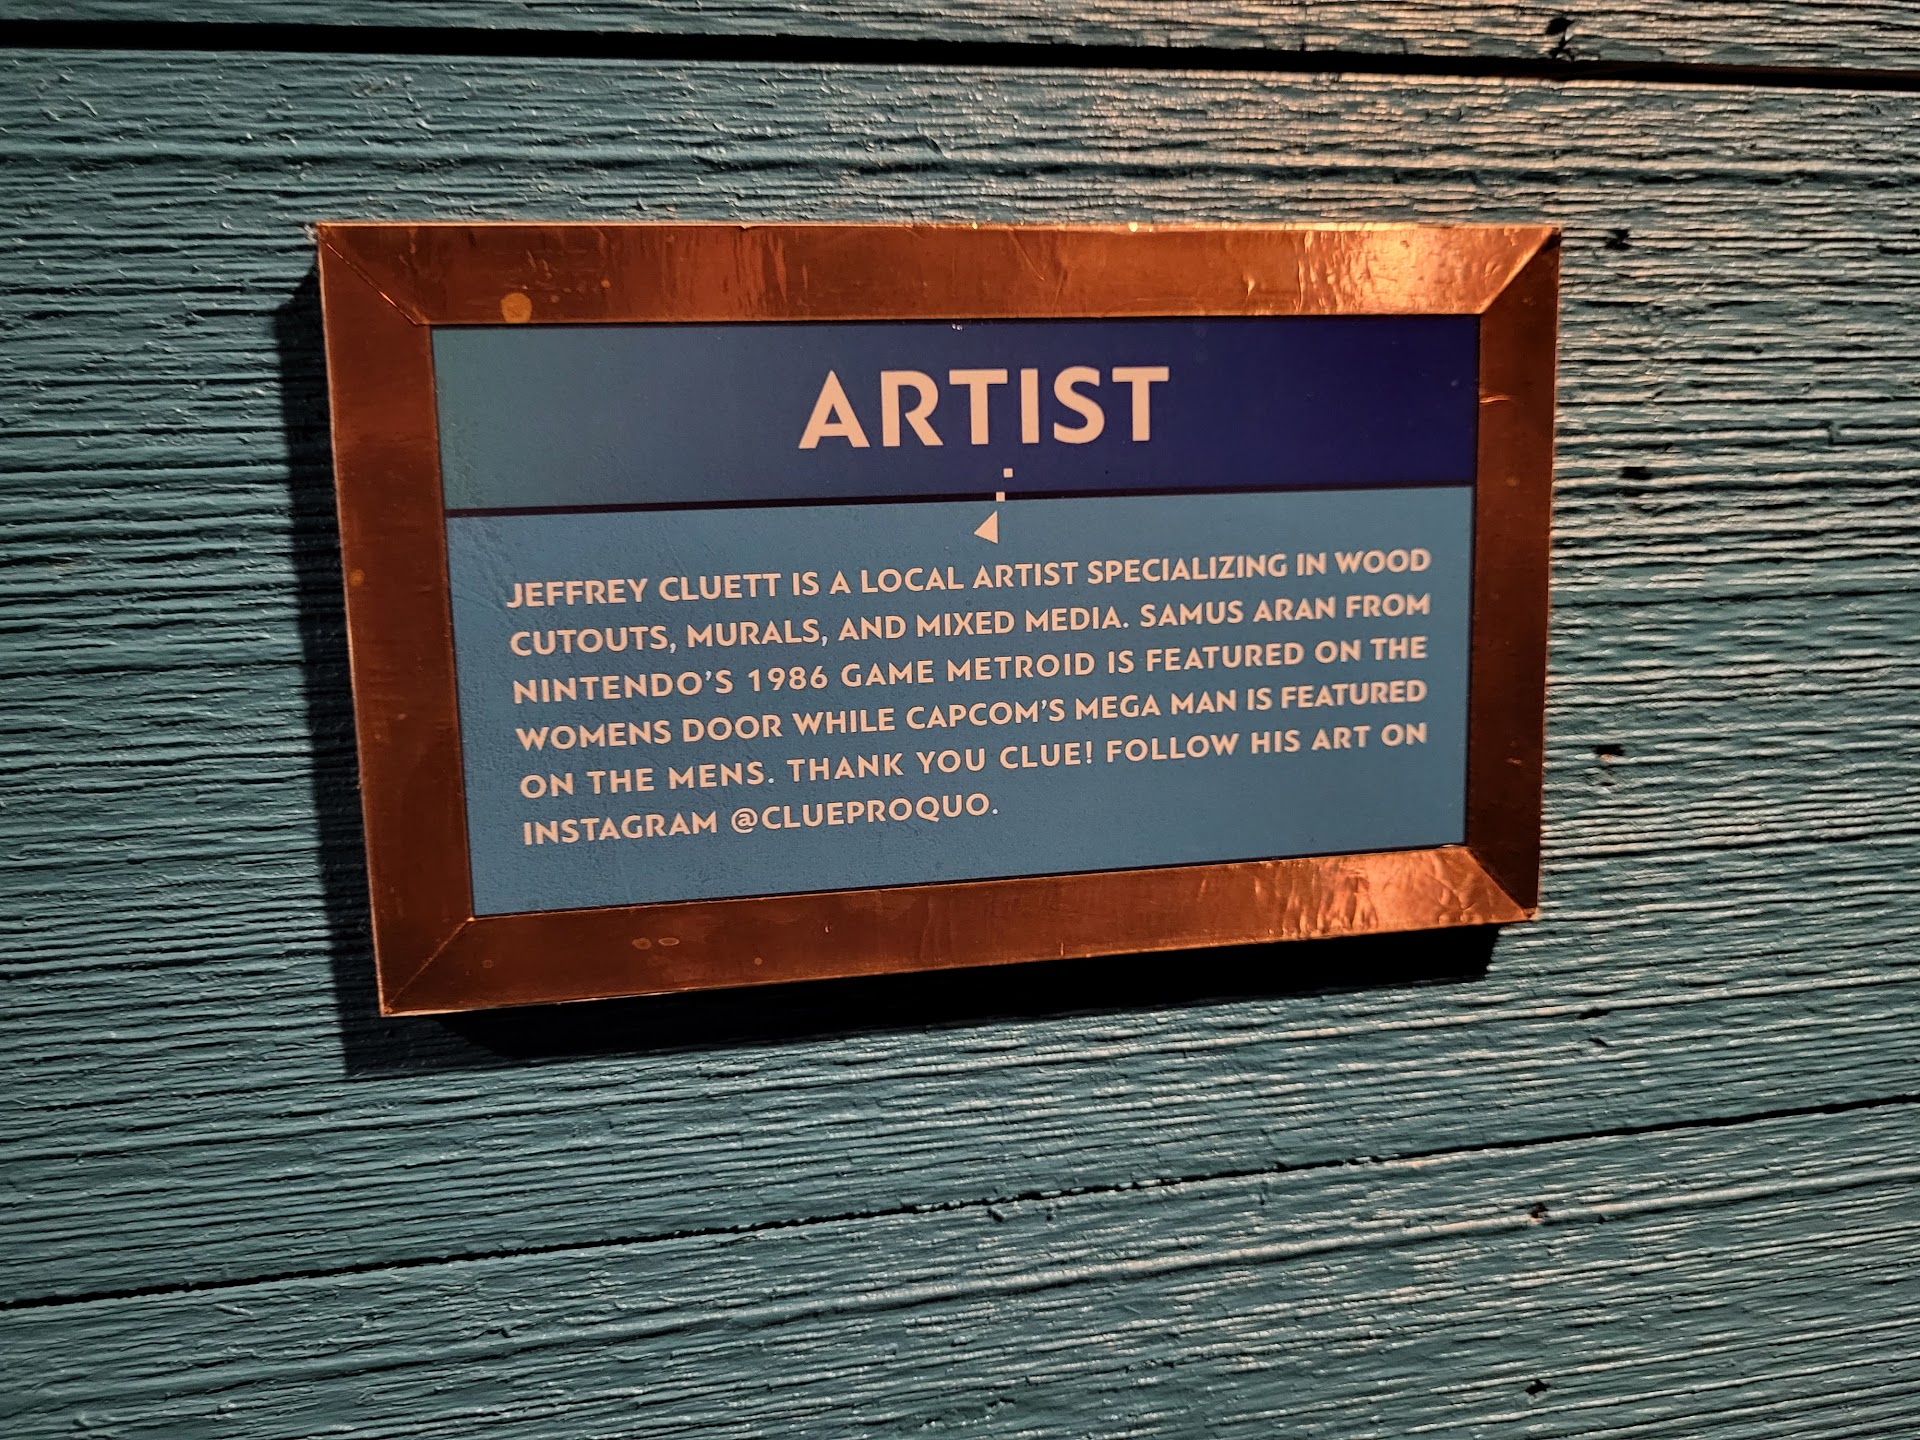 ARTIST
JEFFREY CLUETT IS A LOCAL ARTIST SPECIALIZING IN WOOD
CUTOUTS, MURALS, AND MIXED MEDIA. SAMUS ARAN FROM
NINTENDO'S 1986 GAME METROID IS FEATURED ON THE
WOMENS DOOR WHILE CAPCOM'S MEGA MAN IS FEATURED
ON THE MENS. THANK YOU CLUE! FOLLOW HIS ART ON
INSTAGRAM @CLUEPROQUO.